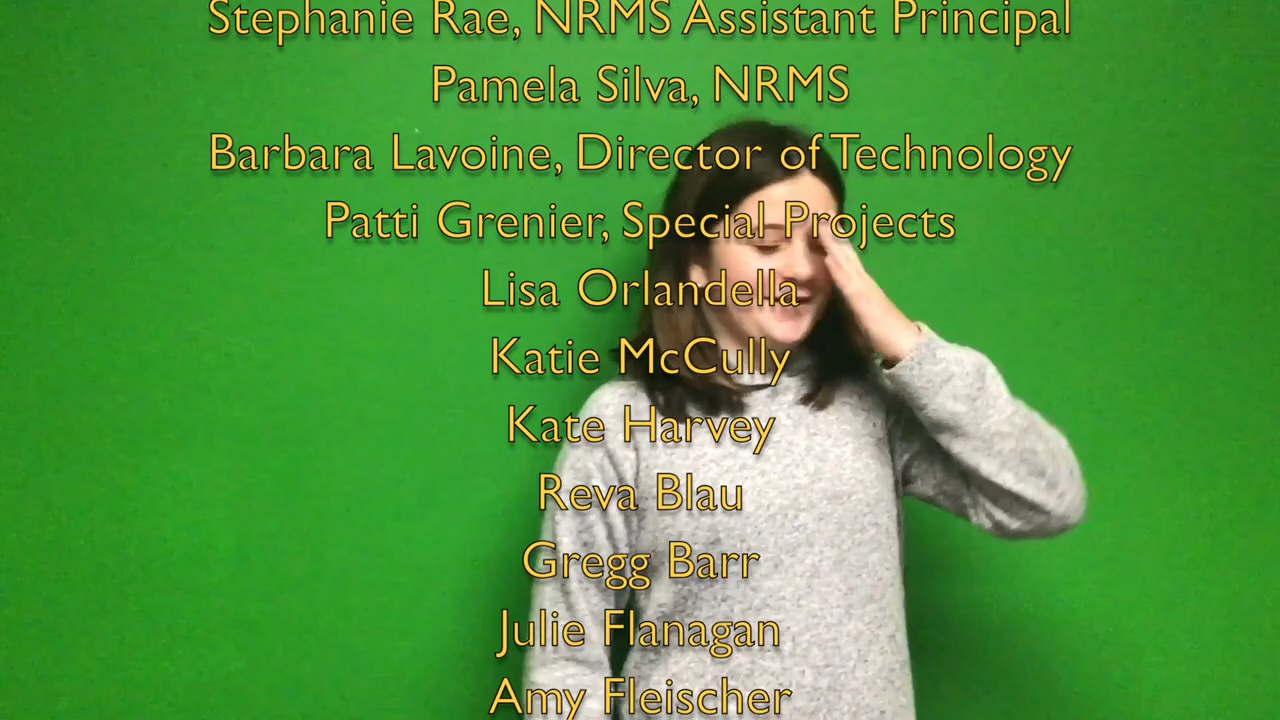 Stephanie Rae, NRMS Assistant Principal
Pamela Silva, NRMS
Barbara Lavoine, Director of Technology
Patti Grenier, Special Projects
Lisa Orlandella
Katie McCully
Kate Harvey
Reva Blau
Gregg Barr
Julie Flanagan
Amy Fleischer